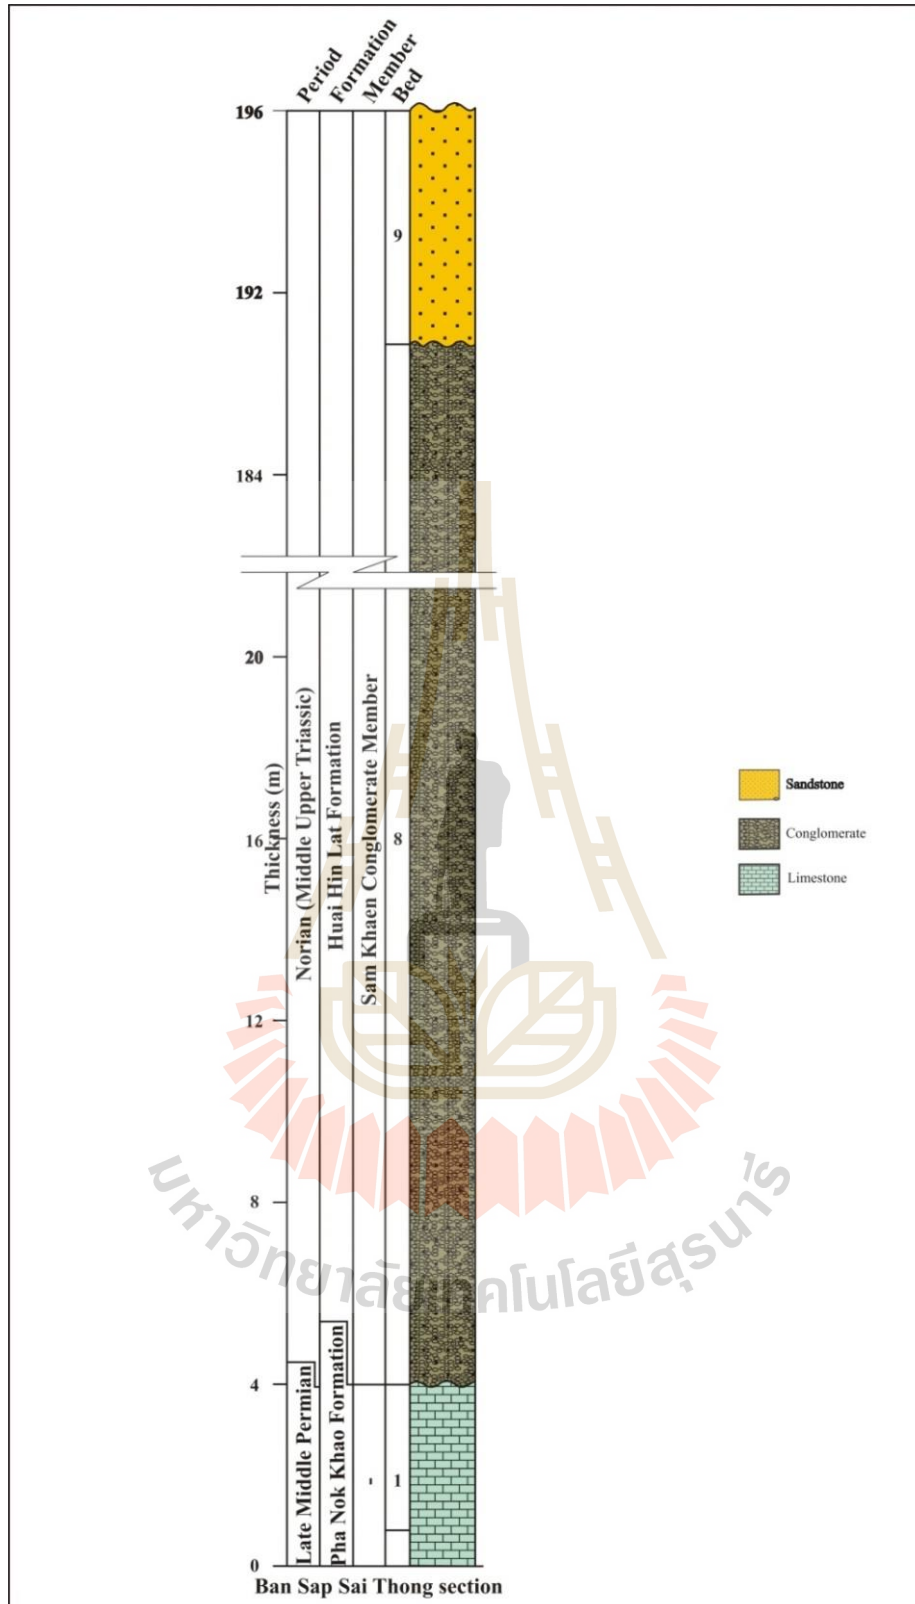 Period
Formation
Member
Bed
196
9
192
184
20
Thickness (m)
Norian (Middle Upper Triassic)
Huai Hin Lat Formation
Sam Khaen Conglomerate Member
16
8
12
8
4
Late Middle Permian
Pha Nok Khao Formation
-
1
0
Ban Sap Sai Thong section
Sandstone
Conglomerate
Limestone
มหาวิทยาลัยเทคโนโลยีสุรนารี